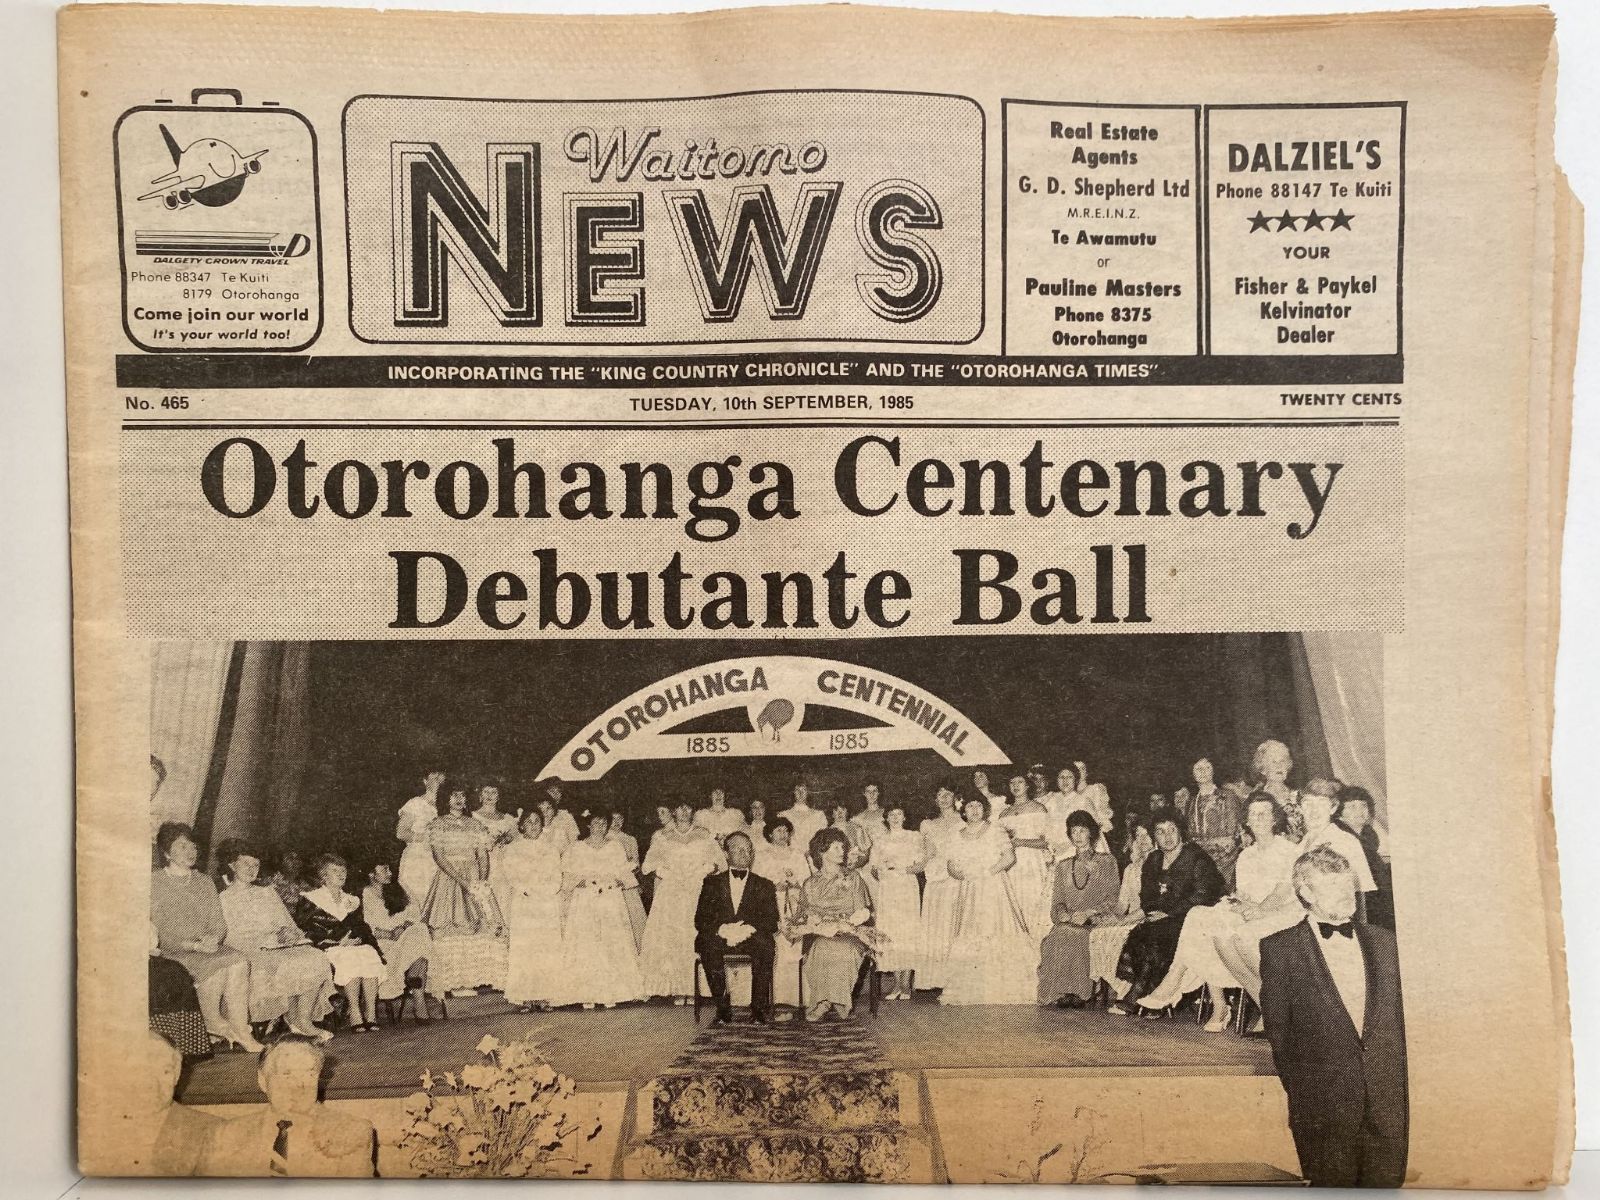 DALGETY CROWN TRAVEL
Phone 88347 Te Kuiti
8179 Otorohanga
Come join our world
It's your world too!
Waitomo
NEWS
Real Estate
Agents
G. D. Shepherd Ltd
M.R.E.I.N.Z.
Te Awamutu
or
Pauline Masters
Phone 8375
Otorohanga
DALZIEL'S
Phone 88147 Te Kuiti
★★★★
YOUR
Fisher & Paykel
Kelvinator
Dealer
INCORPORATING THE "KING COUNTRY CHRONICLE" AND THE "OTOROHANGA TIMES"
No. 465 TUESDAY, 10th SEPTEMBER, 1985 TWENTY CENTS
Otorohanga Centenary
Debutante Ball
OTOROHANGA CENTENNIAL
1885 1985